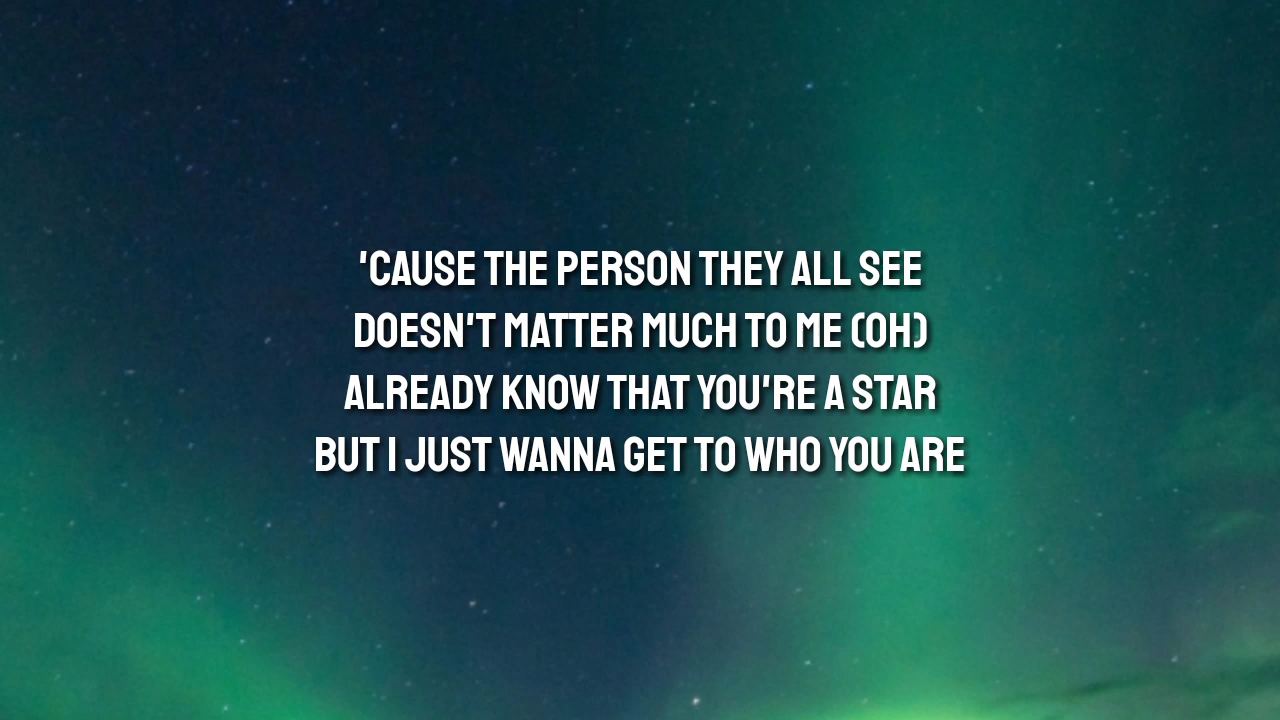 'CAUSE THE PERSON THEY ALL SEE
DOESN'T MATTER MUCH TO ME (OH)
ALREADY KNOW THAT YOU'RE A STAR
BUT I JUST WANNA GET TO WHO YOU ARE